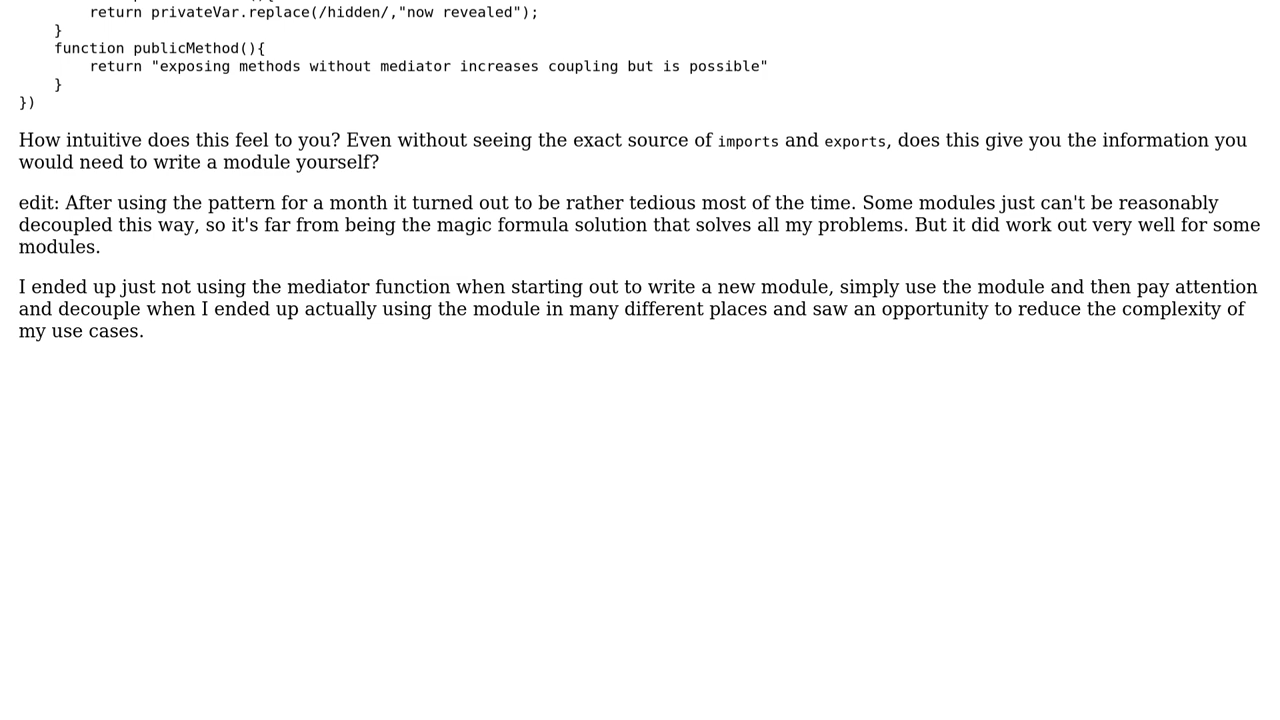 return privateVar.replace(/hidden/,"now revealed");
    }
    function publicMethod(){
        return "exposing methods without mediator increases coupling but is possible"
    }
})
How intuitive does this feel to you? Even without seeing the exact source of imports and exports, does this give you the information you
would need to write a module yourself?
edit: After using the pattern for a month it turned out to be rather tedious most of the time. Some modules just can't be reasonably
decoupled this way, so it's far from being the magic formula solution that solves all my problems. But it did work out very well for some
modules.
I ended up just not using the mediator function when starting out to write a new module, simply use the module and then pay attention
and decouple when I ended up actually using the module in many different places and saw an opportunity to reduce the complexity of
my use cases.